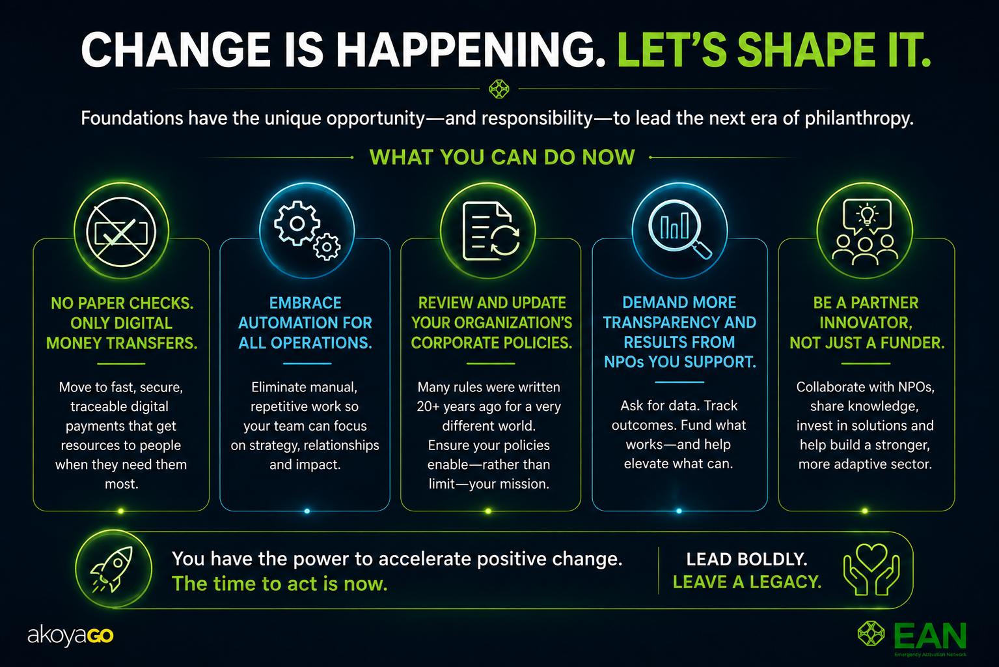 CHANGE IS HAPPENING. LET'S SHAPE IT.
Foundations have the unique opportunity—and responsibility—to lead the next era of philanthropy.
WHAT YOU CAN DO NOW
NO PAPER CHECKS.
ONLY DIGITAL
MONEY TRANSFERS.
Move to fast, secure,
traceable digital
payments that get
resources to people
when they need them
most.
EMBRACE
AUTOMATION FOR
ALL OPERATIONS.
Eliminate manual,
repetitive work so
your team can focus
on strategy, relationships
and impact.
REVIEW AND UPDATE
YOUR ORGANIZATION'S
CORPORATE POLICIES.
Many rules were written
20+ years ago for a very
different world.
Ensure your policies
enable—rather than
limit—your mission.
DEMAND MORE
TRANSPARENCY AND
RESULTS FROM
NPOs YOU SUPPORT.
Ask for data. Track
outcomes. Fund what
works—and help
elevate what can.
BE A PARTNER
INNOVATOR,
NOT JUST A FUNDER.
Collaborate with NPOs,
share knowledge,
invest in solutions and
help build a stronger,
more adaptive sector.
You have the power to accelerate positive change.
The time to act is now.
LEAD BOLDLY.
LEAVE A LEGACY.
akoyaGO
EAN
Emergency Activation Network